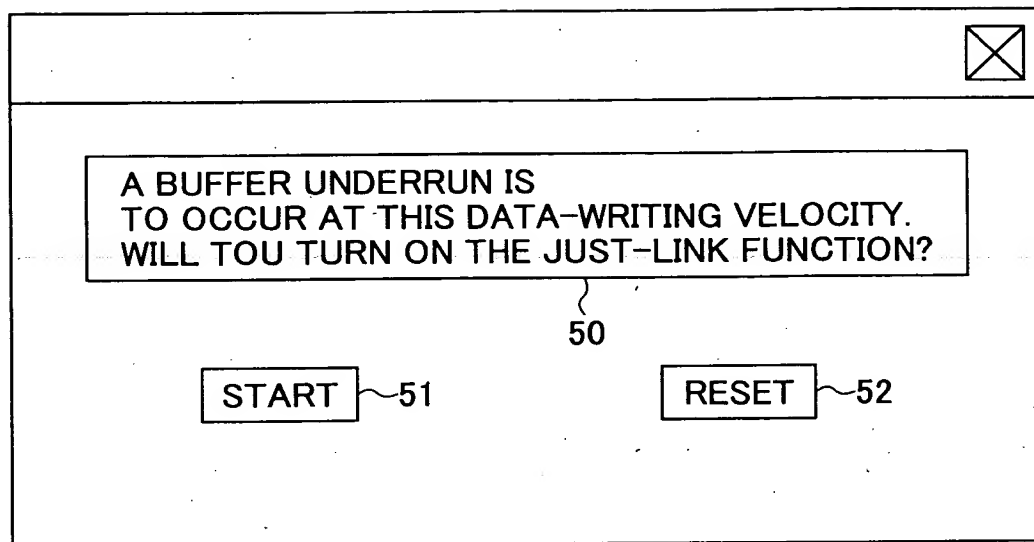 A BUFFER UNDERRUN IS
TO OCCUR AT THIS DATA-WRITING VELOCITY.
WILL TOU TURN ON THE JUST-LINK FUNCTION?
50
START 51 RESET 52